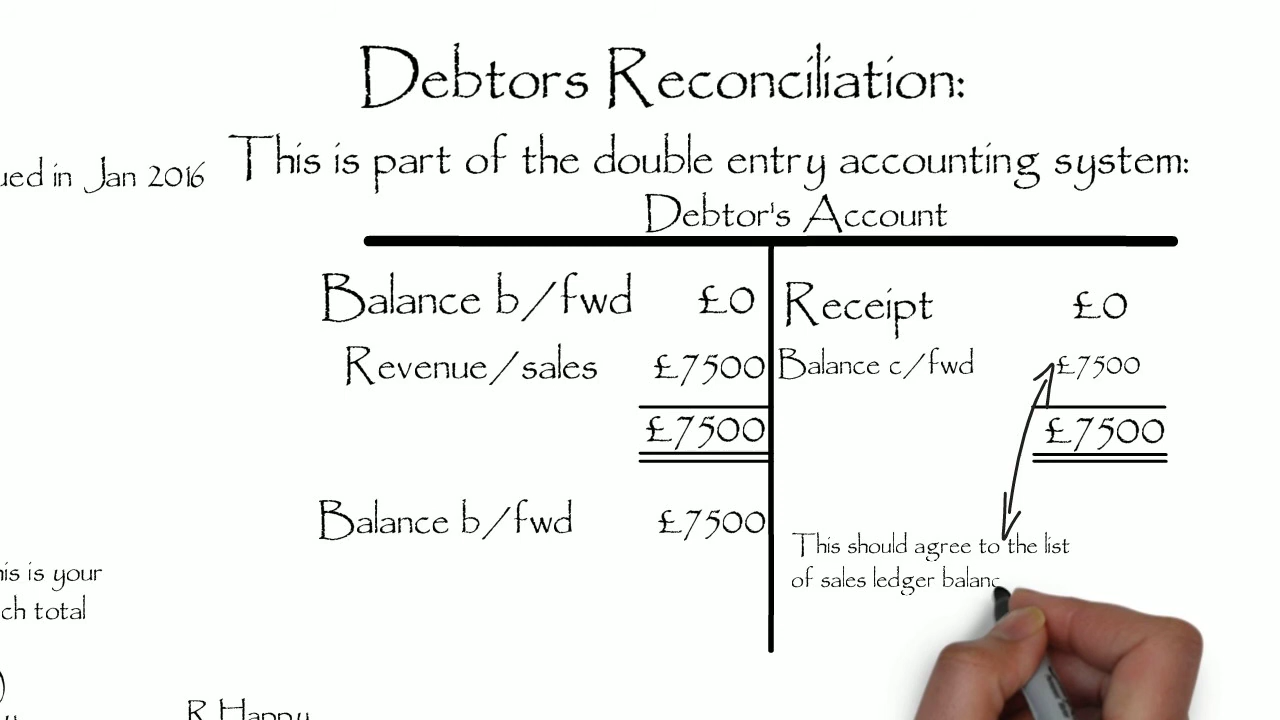 Debtors Reconciliation:
This is part of the double entry accounting system:
ued in Jan 2016
Debtor's Account
Balance b/fwd £0 Receipt £0
Revenue/sales £7500 Balance c/fwd £7500
£7500 £7500
Balance b/fwd £7500
This should agree to the list
of sales ledger balanc
his is your
ch total
)
R Happy